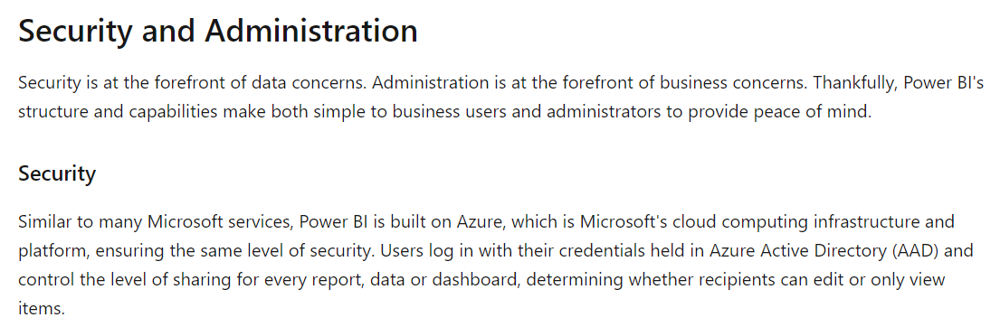 Security and Administration
Security is at the forefront of data concerns. Administration is at the forefront of business concerns. Thankfully, Power BI's
structure and capabilities make both simple to business users and administrators to provide peace of mind.
Security
Similar to many Microsoft services, Power BI is built on Azure, which is Microsoft's cloud computing infrastructure and
platform, ensuring the same level of security. Users log in with their credentials held in Azure Active Directory (AAD) and
control the level of sharing for every report, data or dashboard, determining whether recipients can edit or only view
items.